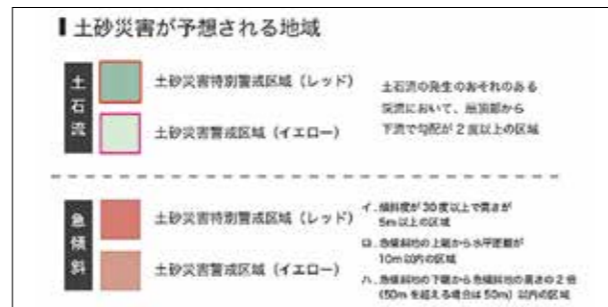 土砂災害が予想される地域
土石流
土砂災害特別警戒区域（レッド）
土砂災害警戒区域（イエロー）
土石流の発生のおそれのある
渓流において、扇頂部から
下流で勾配が2度以上の区域
急傾斜
土砂災害特別警戒区域（レッド）
土砂災害警戒区域（イエロー）
イ．傾斜度が30度以上で高さが
5m以上の区域
ロ．急傾斜地の上端から水平距離が
10m以内の区域
ハ．急傾斜地の下端から急傾斜地の高さの2倍
（50mを超える場合は50m）以内の区域